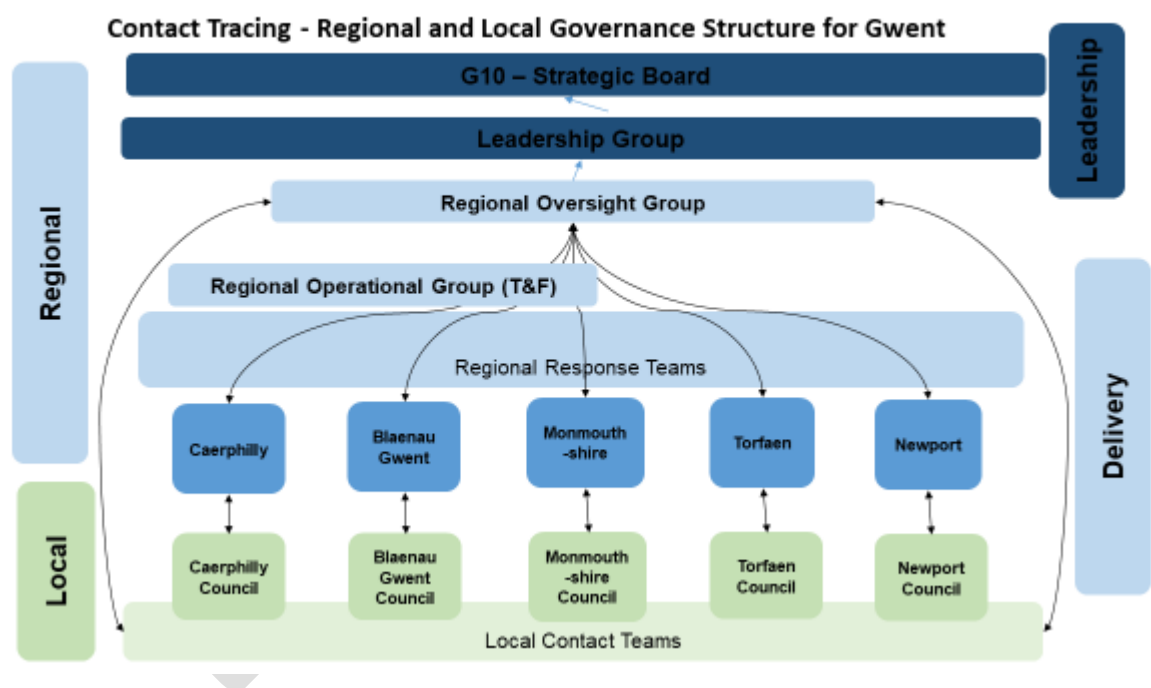 Contact Tracing - Regional and Local Governance Structure for Gwent
G10 – Strategic Board
Leadership Group
Leadership
Regional Oversight Group
Regional
Regional Operational Group (T&F)
Regional Response Teams
Delivery
Caerphilly
Blaenau
Gwent
Monmouth
-shire
Torfaen
Newport
Local
Caerphilly
Council
Blaenau
Gwent
Council
Monmouth
-shire
Council
Torfaen
Council
Newport
Council
Local Contact Teams